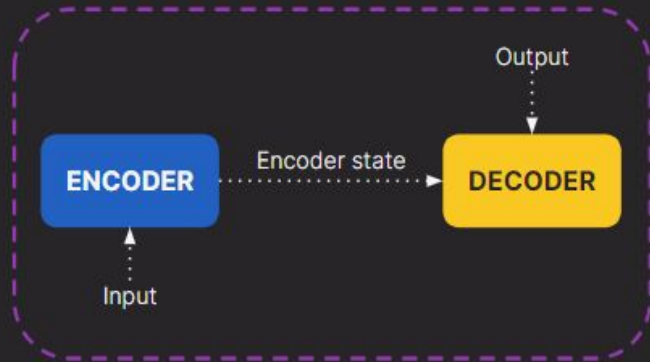 Output
ENCODER
Encoder state
DECODER
Input